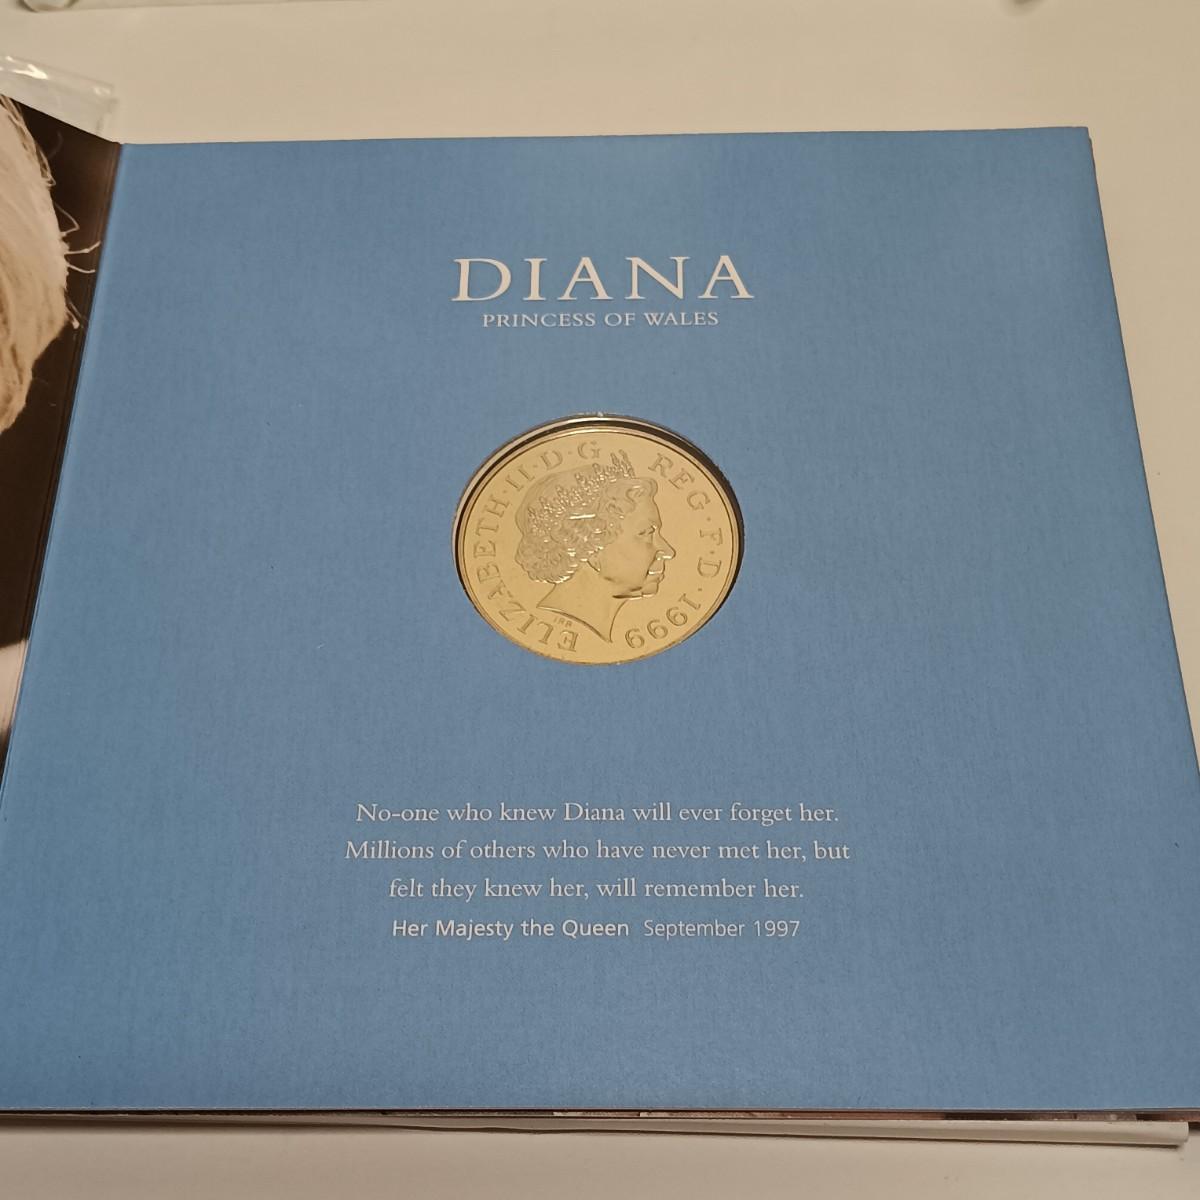 DIANA
PRINCESS OF WALES
ELIZABETH·II·D·G REG·F·D·1999
IRB
No-one who knew Diana will ever forget her.
Millions of others who have never met her, but
felt they knew her, will remember her.
Her Majesty the Queen September 1997